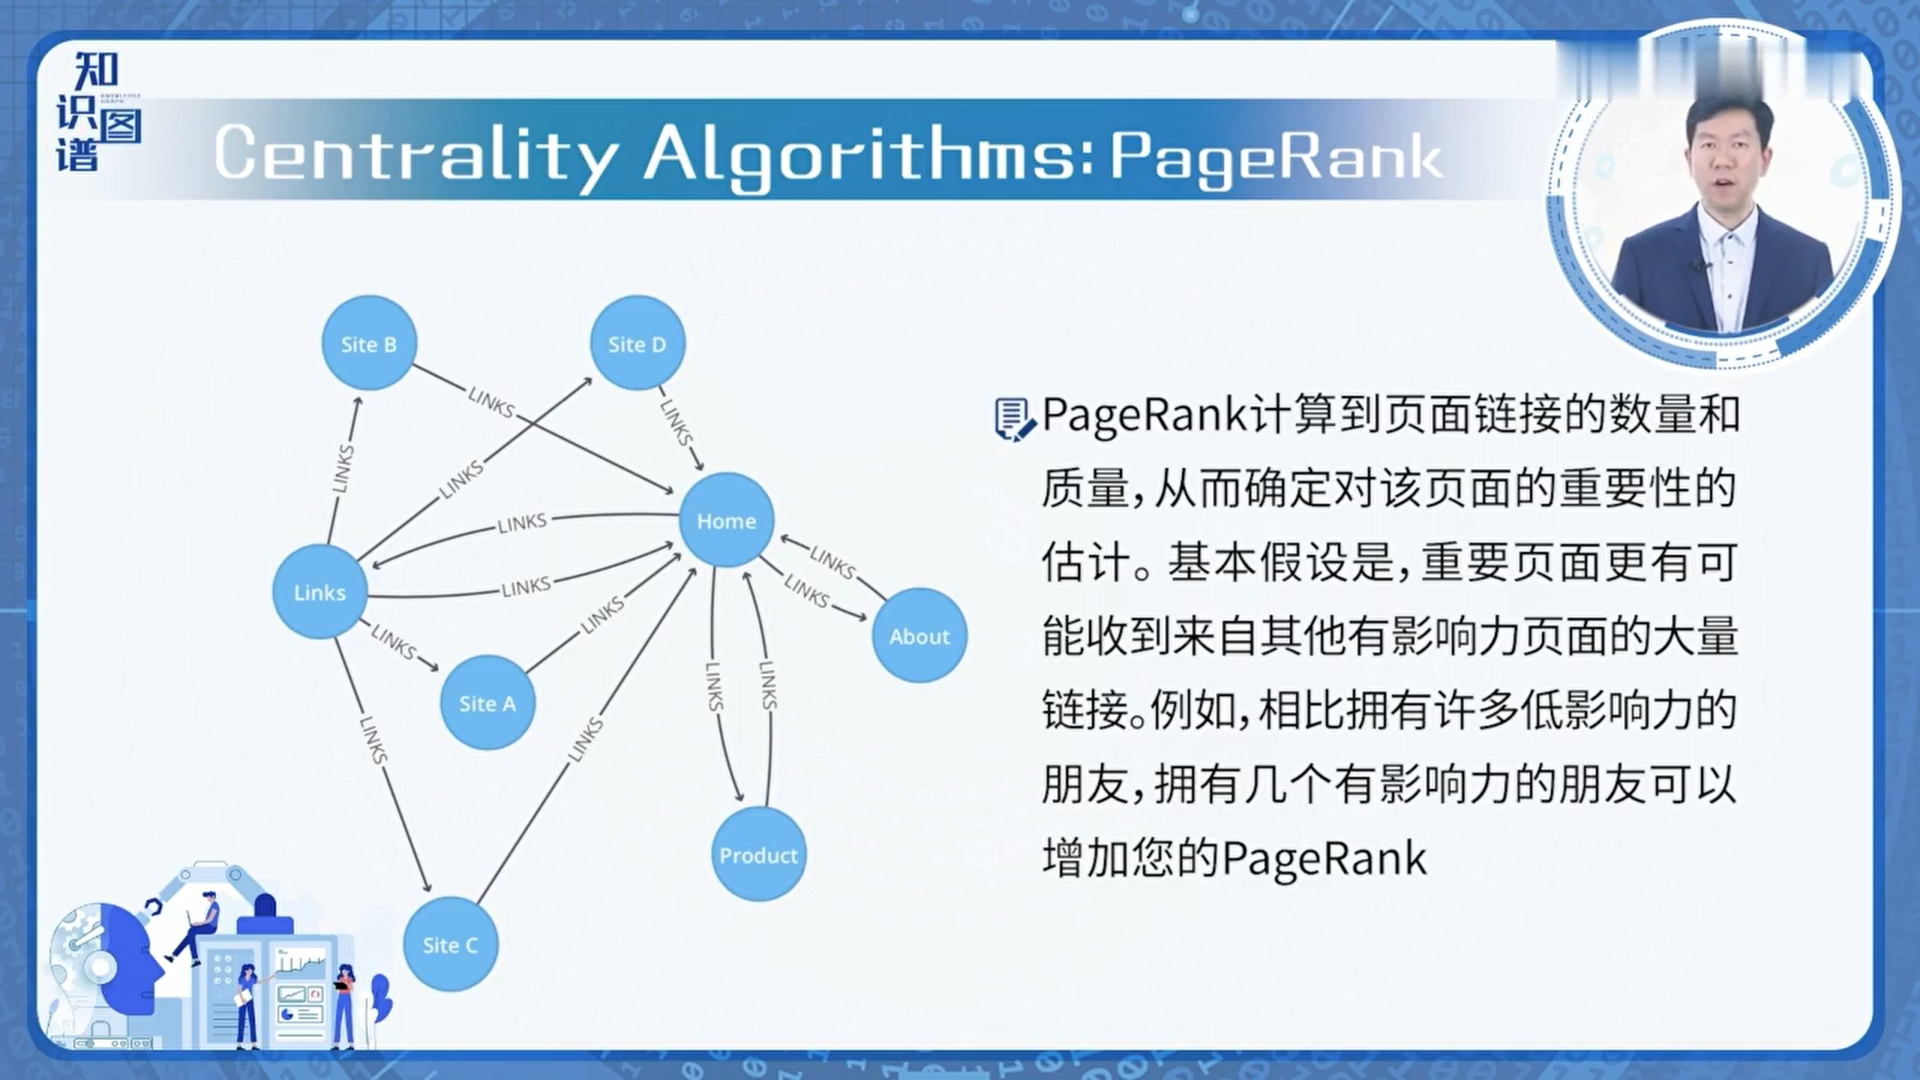 知
识
图
谱
Centrality Algorithms: PageRank
Site B
Site D
LINKS
LINKS
LINKS
LINKS
LINKS
Home
LINKS
Links
LINKS
LINKS
LINKS
LINKS
About
LINKS
Site A
LINKS
LINKS
LINKS
LINKS
Product
Site C
PageRank计算到页面链接的数量和
质量，从而确定对该页面的重要性的
估计。基本假设是，重要页面更有可
能收到来自其他有影响力页面的大量
链接。例如，相比拥有许多低影响力的
朋友，拥有几个有影响力的朋友可以
增加您的PageRank